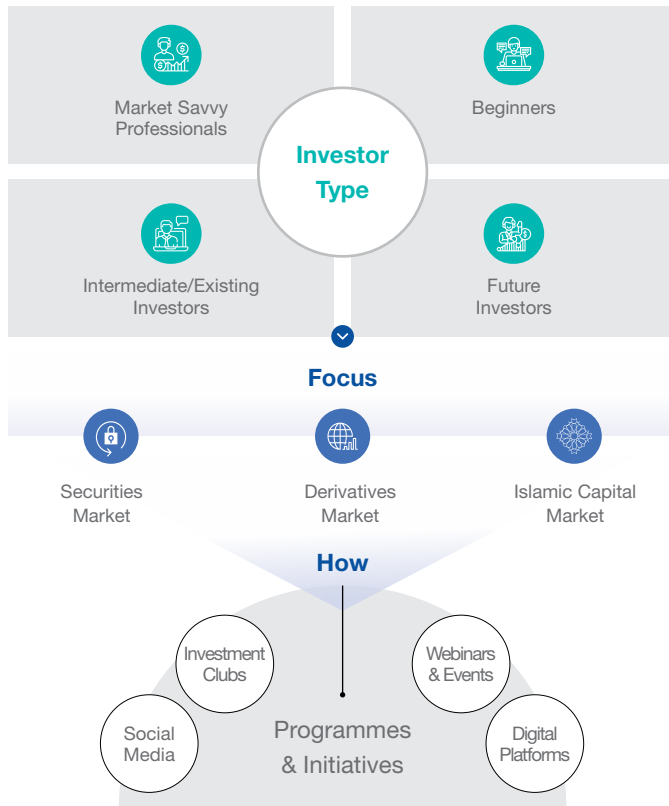 Market Savvy
Professionals
Beginners
Investor
Type
Intermediate/Existing
Investors
Future
Investors
Focus
Securities
Market
Derivatives
Market
Islamic Capital
Market
How
Investment
Clubs
Webinars
& Events
Social
Media
Programmes
& Initiatives
Digital
Platforms